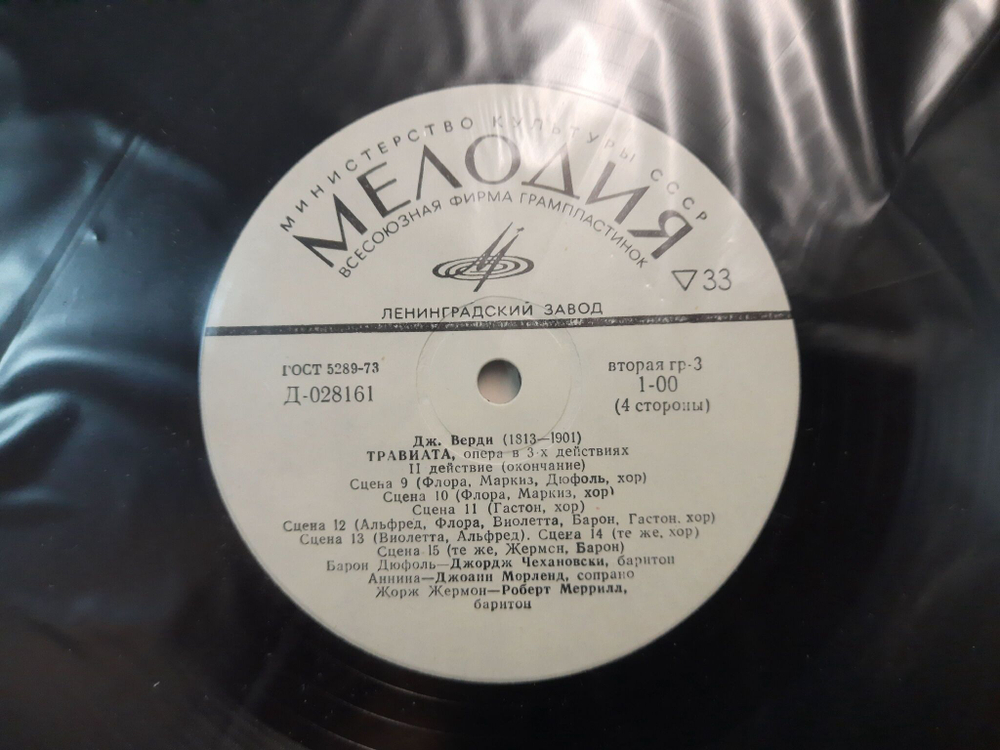 МИНИСТЕРСТВО КУЛЬТУРЫ СССР
МЕЛОДИЯ
ВСЕСОЮЗНАЯ ФИРМА ГРАМПЛАСТИНОК
▽33
ЛЕНИНГРАДСКИЙ ЗАВОД
ГОСТ 5289-73
Д-028161
вторая гр-3
1-00
(4 стороны)
Дж. Верди (1813—1901)
ТРАВИАТА, опера в 3-х действиях
II действие (окончание)
Сцена 9 (Флора, Маркиз, Дюфоль, хор)
Сцена 10 (Флора, Маркиз, хор)
Сцена 11 (Гастон, хор)
Сцена 12 (Альфред, Флора, Виолетта, Барон, Гастон, хор)
Сцена 13 (Виолетта, Альфред). Сцена 14 (те же, хор)
Сцена 15 (те же, Жермон, Барон)
Барон Дюфоль—Джордж Чехановски, баритон
Аннина—Джоанн Морленд, сопрано
Жорж Жермон—Роберт Меррилл,
баритон